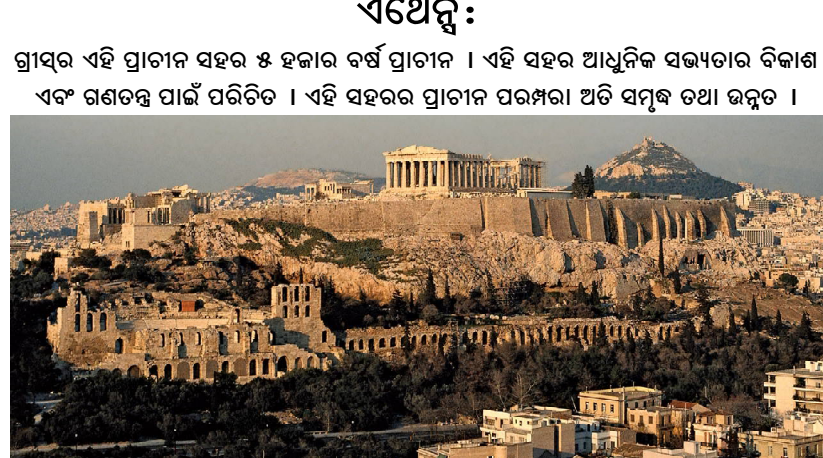 ଏଥେନ୍ସ:
ଗ୍ରୀସ୍‌ର ଏହି ପ୍ରାଚୀନ ସହର ୫ ହଜାର ବର୍ଷ ପ୍ରାଚୀନ । ଏହି ସହର ଆଧୁନିକ ସଭ୍ୟତାର ବିକାଶ
ଏବଂ ଗଣତନ୍ତ୍ର ପାଇଁ ପରିଚିତ । ଏହି ସହରର ପ୍ରାଚୀନ ପରମ୍ପରା ଅତି ସମୃଦ୍ଧ ତଥା ଉନ୍ନତ ।